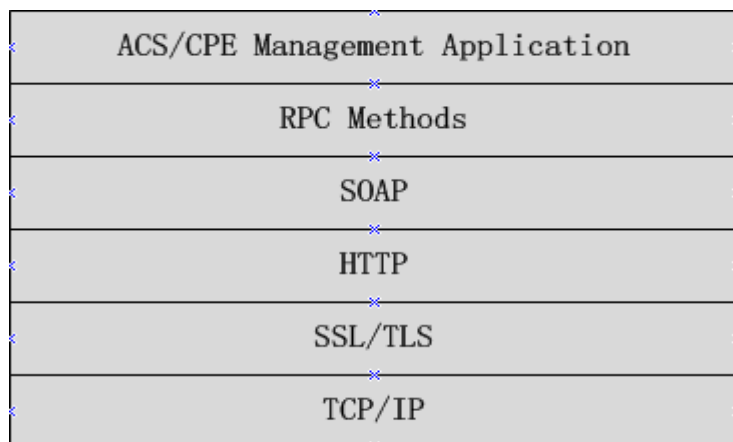 ACS/CPE Management Application
RPC Methods
SOAP
HTTP
SSL/TLS
TCP/IP